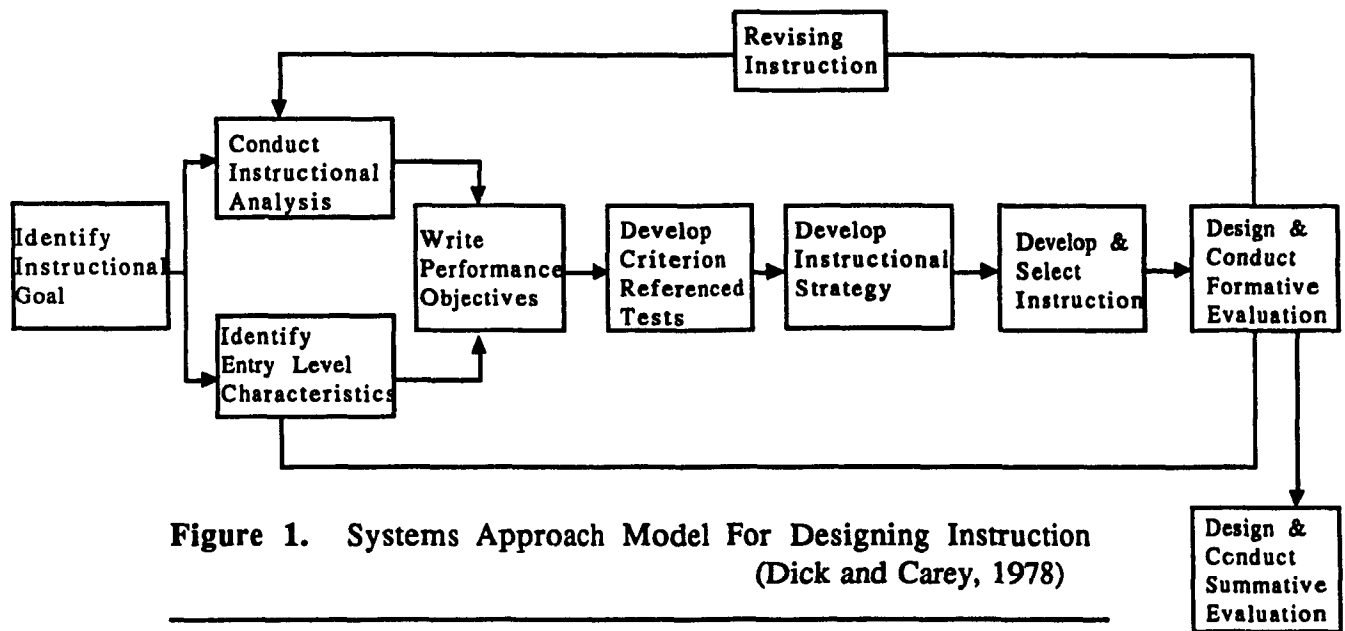 Revising
Instruction
Conduct
Instructional
Analysis
Identify
Instructional
Goal
Identify
Entry Level
Characteristics
Write
Performance
Objectives
Develop
Criterion
Referenced
Tests
Develop
Instructional
Strategy
Develop &
Select
Instruction
Design &
Conduct
Formative
Evaluation
Design &
Conduct
Summative
Evaluation
Figure 1. Systems Approach Model For Designing Instruction
(Dick and Carey, 1978)